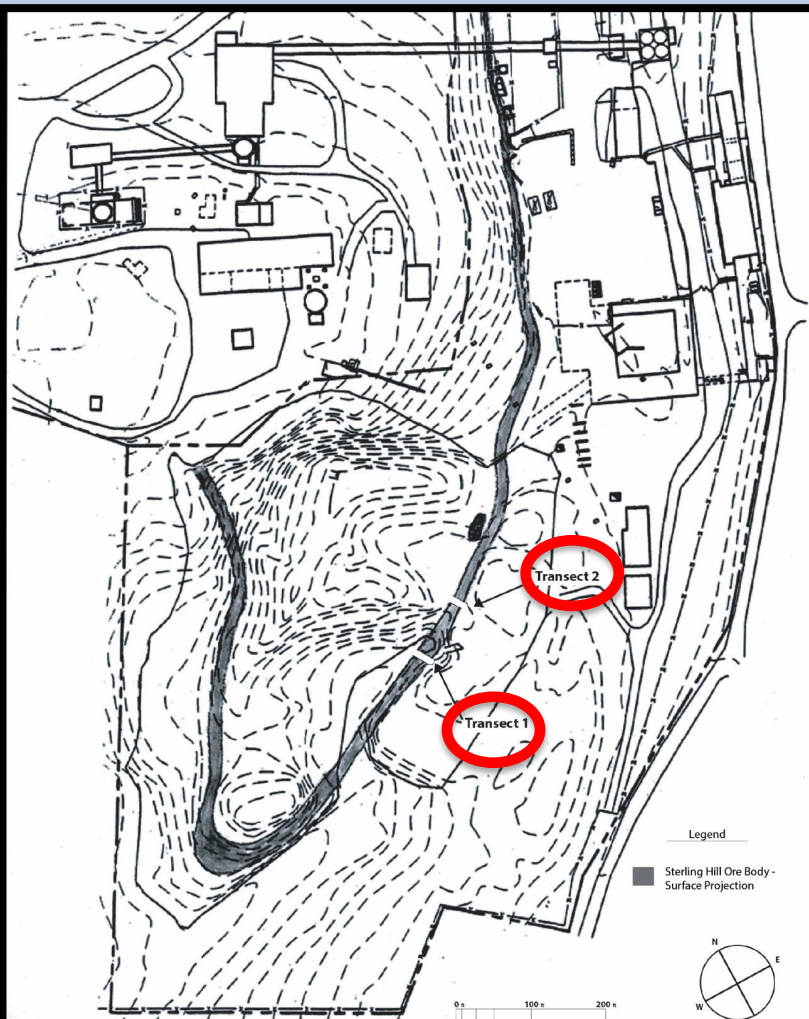 Transect 2
Transect 1
Legend
Sterling Hill Ore Body -
Surface Projection
N
E
W
0 ft
100 ft
200 ft